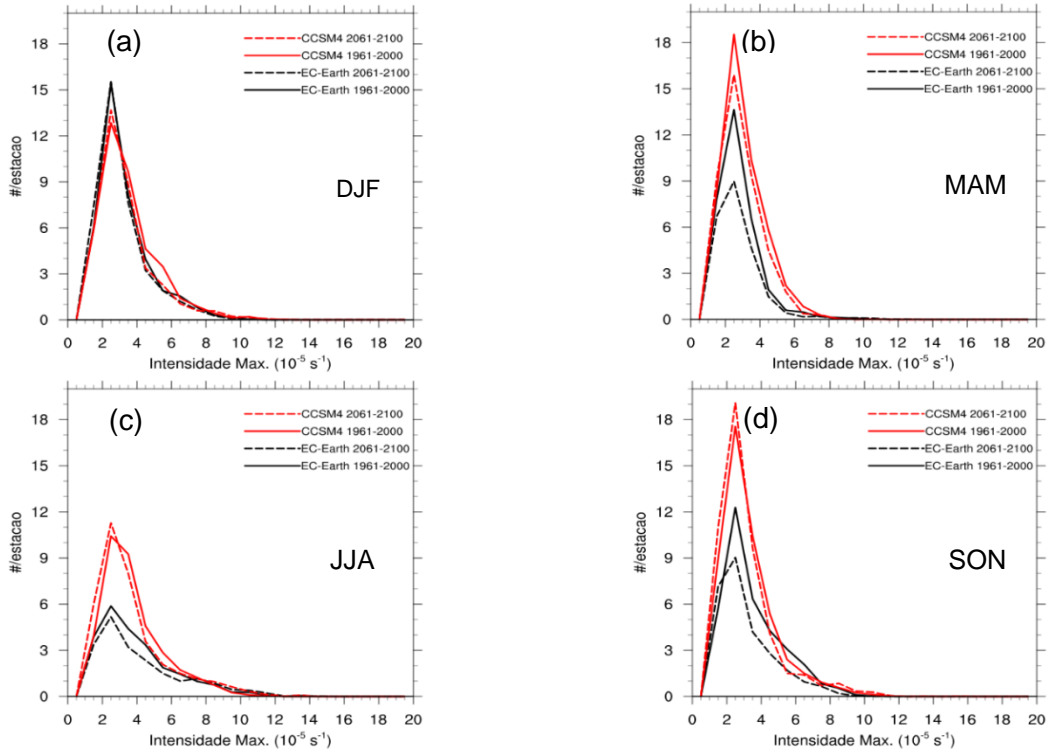 (a)
CCSM4 2061-2100
CCSM4 1961-2000
EC-Earth 2061-2100
EC-Earth 1961-2000
DJF
#/estacao
18
15
12
9
6
3
0
0 2 4 6 8 10 12 14 16 18 20
Intensidade Max. (10⁻⁵ s⁻¹)
(b)
CCSM4 2061-2100
CCSM4 1961-2000
EC-Earth 2061-2100
EC-Earth 1961-2000
MAM
#/estacao
18
15
12
9
6
3
0
0 2 4 6 8 10 12 14 16 18 20
Intensidade Max. (10⁻⁵ s⁻¹)
(c)
CCSM4 2061-2100
CCSM4 1961-2000
EC-Earth 2061-2100
EC-Earth 1961-2000
JJA
#/estacao
18
15
12
9
6
3
0
0 2 4 6 8 10 12 14 16 18 20
Intensidade Max. (10⁻⁵ s⁻¹)
(d)
CCSM4 2061-2100
CCSM4 1961-2000
EC-Earth 2061-2100
EC-Earth 1961-2000
SON
#/estacao
18
15
12
9
6
3
0
0 2 4 6 8 10 12 14 16 18 20
Intensidade Max. (10⁻⁵ s⁻¹)